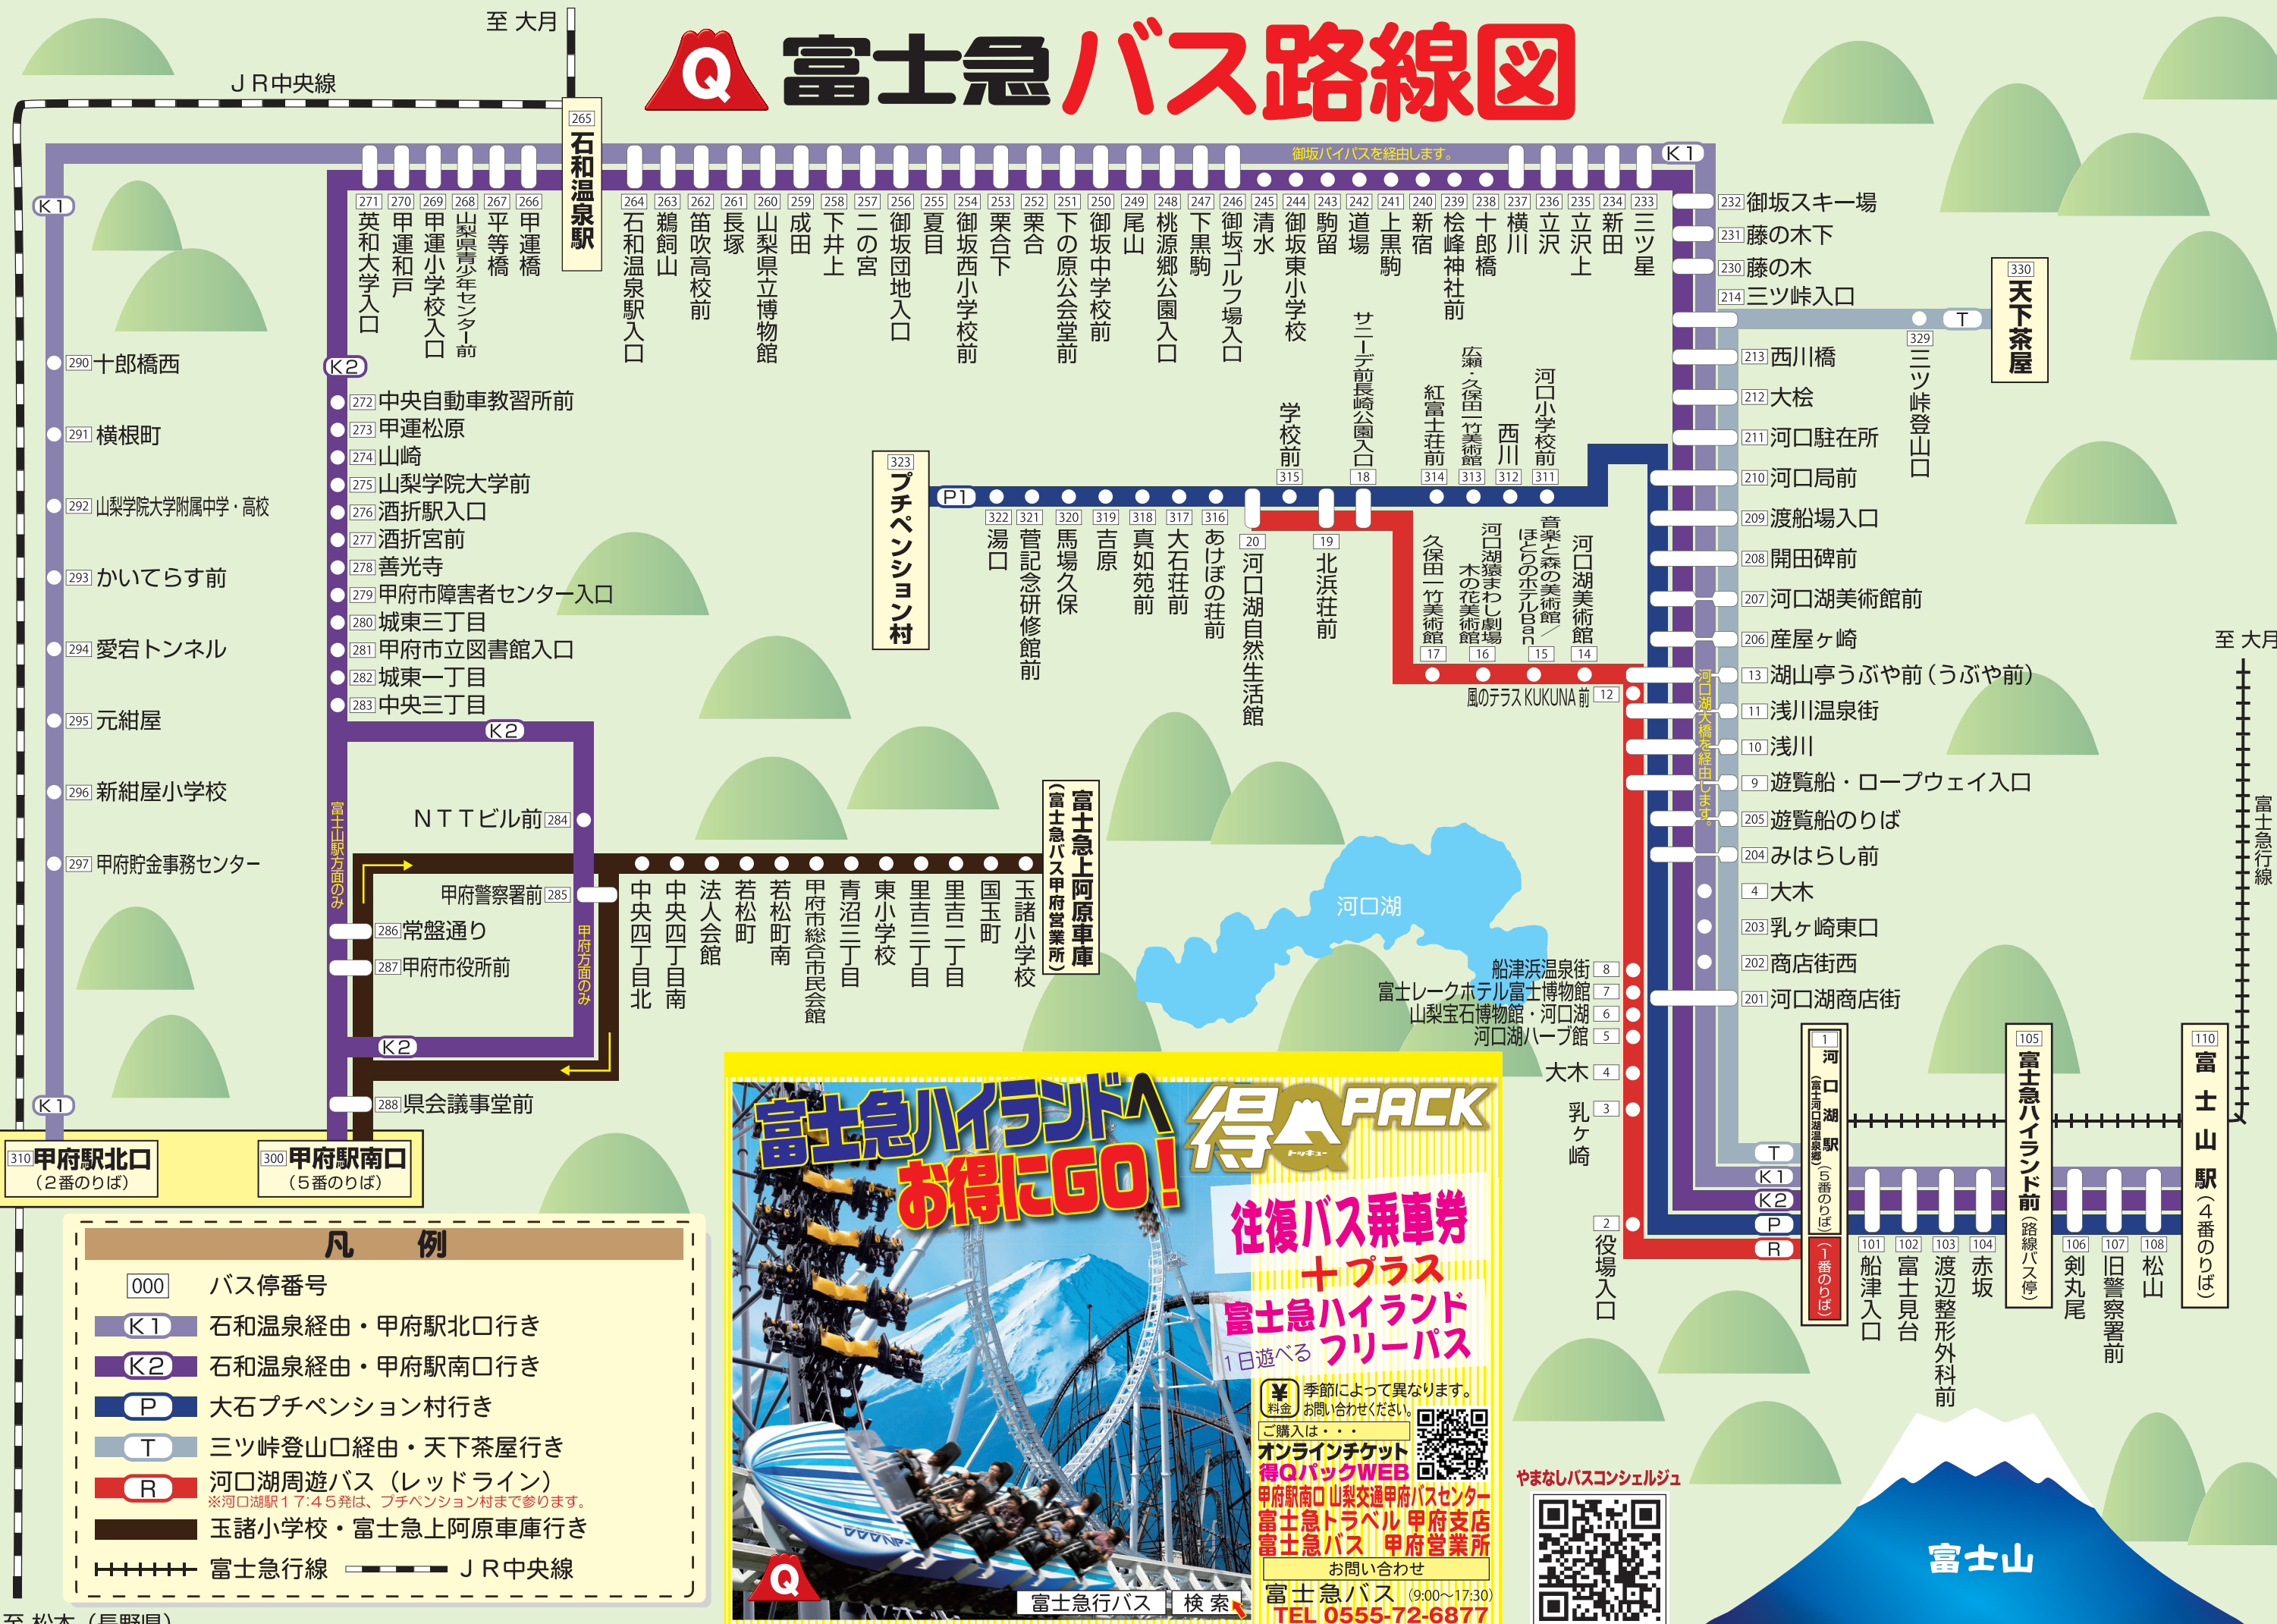 至 大月
ＪＲ中央線
富士急バス路線図
265 石和温泉駅
御坂バイパスを経由します。
K1
K1
271 英和大学入口
270 甲運和戸
269 甲運小学校入口
268 山梨県青少年センター前
267 平等橋
266 甲運橋
264 石和温泉駅入口
263 鵜飼山
262 笛吹高校前
261 長塚
260 山梨県立博物館
259 成田
258 下井上
257 二の宮
256 御坂団地入口
255 夏目
254 御坂西小学校前
253 栗合下
252 栗合
251 下の原公会堂前
250 御坂中学校前
249 尾山
248 桃源郷公園入口
247 下黒駒
246 御坂ゴルフ場入口
245 清水
244 御坂東小学校
243 駒留
242 道場
241 上黒駒
240 新宿
239 桧峰神社前
238 十郎橋
237 横川
236 立沢
235 立沢上
234 新田
233 三ツ星
232 御坂スキー場
231 藤の木下
230 藤の木
214 三ツ峠入口
T
329 三ツ峠登山口
330 天下茶屋
213 西川橋
212 大桧
211 河口駐在所
210 河口局前
209 渡船場入口
208 開田碑前
207 河口湖美術館前
206 産屋ヶ崎
13 湖山亭うぶや前（うぶや前）
11 浅川温泉街
10 浅川
9 遊覧船・ロープウェイ入口
205 遊覧船のりば
204 みはらし前
4 大木
203 乳ヶ崎東口
202 商店街西
201 河口湖商店街
河口湖大橋を経由します。
290 十郎橋西
291 横根町
292 山梨学院大学附属中学・高校
293 かいてらす前
294 愛宕トンネル
295 元紺屋
296 新紺屋小学校
297 甲府貯金事務センター
K1
K2
272 中央自動車教習所前
273 甲運松原
274 山崎
275 山梨学院大学前
276 酒折駅入口
277 酒折宮前
278 善光寺
279 甲府市障害者センター入口
280 城東三丁目
281 甲府市立図書館入口
282 城東一丁目
283 中央三丁目
K2
富士山駅方面のみ
ＮＴＴビル前 284
甲府警察署前 285
286 常盤通り
287 甲府市役所前
甲府方面のみ
K2
288 県会議事堂前
310 甲府駅北口
（２番のりば）
300 甲府駅南口
（５番のりば）
中央四丁目北
中央四丁目南
法人会館
若松町
若松町南
甲府市総合市民会館
青沼三丁目
東小学校
里吉三丁目
里吉二丁目
国玉町
玉諸小学校
富士急上阿原車庫
（富士急バス甲府営業所）
323 プチペンション村
P1
322 湯口
321 菅記念研修館前
320 馬場久保
319 吉原
318 真如苑前
317 大石荘前
316 あけぼの荘前
20 河口湖自然生活館
学校前 315
19 北浜荘前
サニーデ前長崎公園入口 18
紅富士荘前 314
広瀬・久保田一竹美術館 313
西川 312
河口小学校前 311
久保田一竹美術館 17
河口湖猿まわし劇場
木の花美術館 16
音楽と森の美術館／
ほとりのホテルBan 15
河口湖美術館 14
風のテラスKUKUNA前 12
河口湖
船津浜温泉街 8
富士レークホテル富士博物館 7
山梨宝石博物館・河口湖 6
河口湖ハーブ館 5
大木 4
乳ヶ崎 3
2 役場入口
T
K1
K2
P
R
1 河口湖駅
（富士河口湖温泉郷）
（５番のりば）
（１番のりば）
101 船津入口
102 富士見台
103 渡辺整形外科前
104 赤坂
105 富士急ハイランド前（路線バス停）
106 剣丸尾
107 旧警察署前
108 松山
110 富士山駅（４番のりば）
至 大月
富士急行線
凡例
000 バス停番号
K1 石和温泉経由・甲府駅北口行き
K2 石和温泉経由・甲府駅南口行き
P 大石プチペンション村行き
T 三ツ峠登山口経由・天下茶屋行き
R 河口湖周遊バス（レッドライン）
※河口湖駅１７:４５発は、プチペンション村まで参ります。
玉諸小学校・富士急上阿原車庫行き
富士急行線 ＪＲ中央線
至 松本（長野県）
富士急ハイランドへ
お得にGO!
得Q PACK
トッキュー
往復バス乗車券
＋プラス
富士急ハイランド
１日遊べる フリーパス
¥ 料金 季節によって異なります。
お問い合わせください。
ご購入は・・・
オンラインチケット
得QパックWEB
甲府駅南口 山梨交通甲府バスセンター
富士急トラベル 甲府支店
富士急バス 甲府営業所
お問い合わせ
富士急バス（9:00～17:30）
TEL 0555-72-6877
富士急行バス 検索
やまなしバスコンシェルジュ
富士山